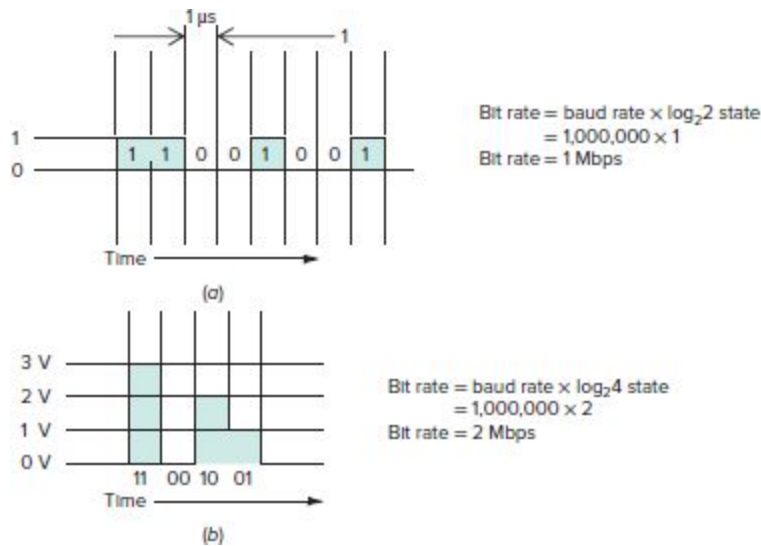 1 μs
1
1
1 1 0 0 1 0 0 1
0
Time
(a)
Bit rate = baud rate × log₂2 state
= 1,000,000 × 1
Bit rate = 1 Mbps
3 V
2 V
1 V
0 V
11 00 10 01
Time
(b)
Bit rate = baud rate × log₂4 state
= 1,000,000 × 2
Bit rate = 2 Mbps